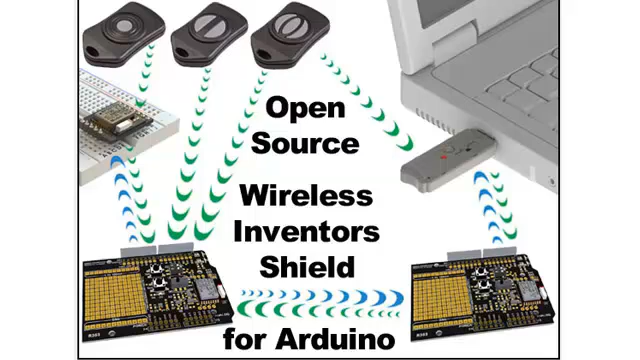 Open
Source
Wireless
Inventors
Shield
for Arduino